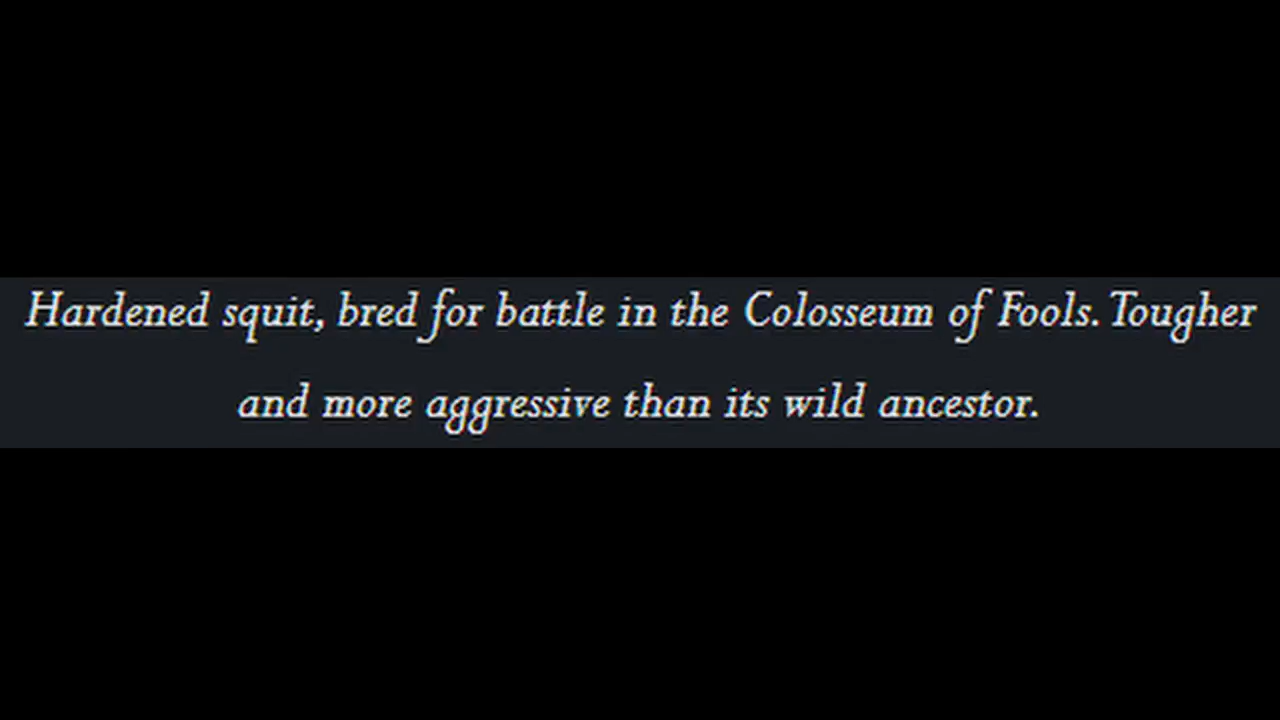 Hardened squit, bred for battle in the Colosseum of Fools. Tougher
and more aggressive than its wild ancestor.